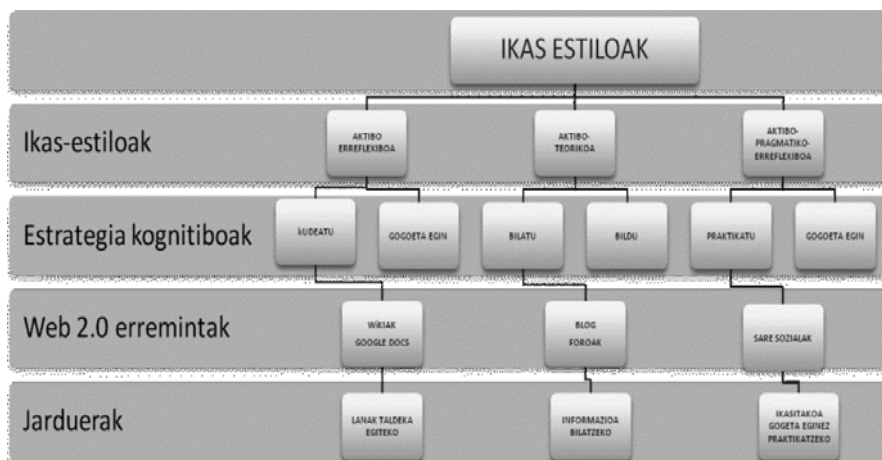 IKAS ESTILOAK
Ikas-estiloak
AKTIBO
ERREFLEXIBOA
AKTIBO-
TEORIKOA
AKTIBO-
PRAGMATIKO-
ERREFLEXIBOA
Estrategia kognitiboak
kUDEATU
GOGOETA EGIN
BILATU
BILDU
PRAKTIKATU
GOGOETA EGIN
Web 2.0 erremintak
WiKIAK
GOOGLE DOCS
BLOG
FOROAK
SARE SOZIALAK
Jarduerak
LANAK TALDEKA
EGITEKO
INFORMAZIOA
BILATZEKO
IKASITAKOA
GOGETA EGINEZ
PRAKTIKATZEKO